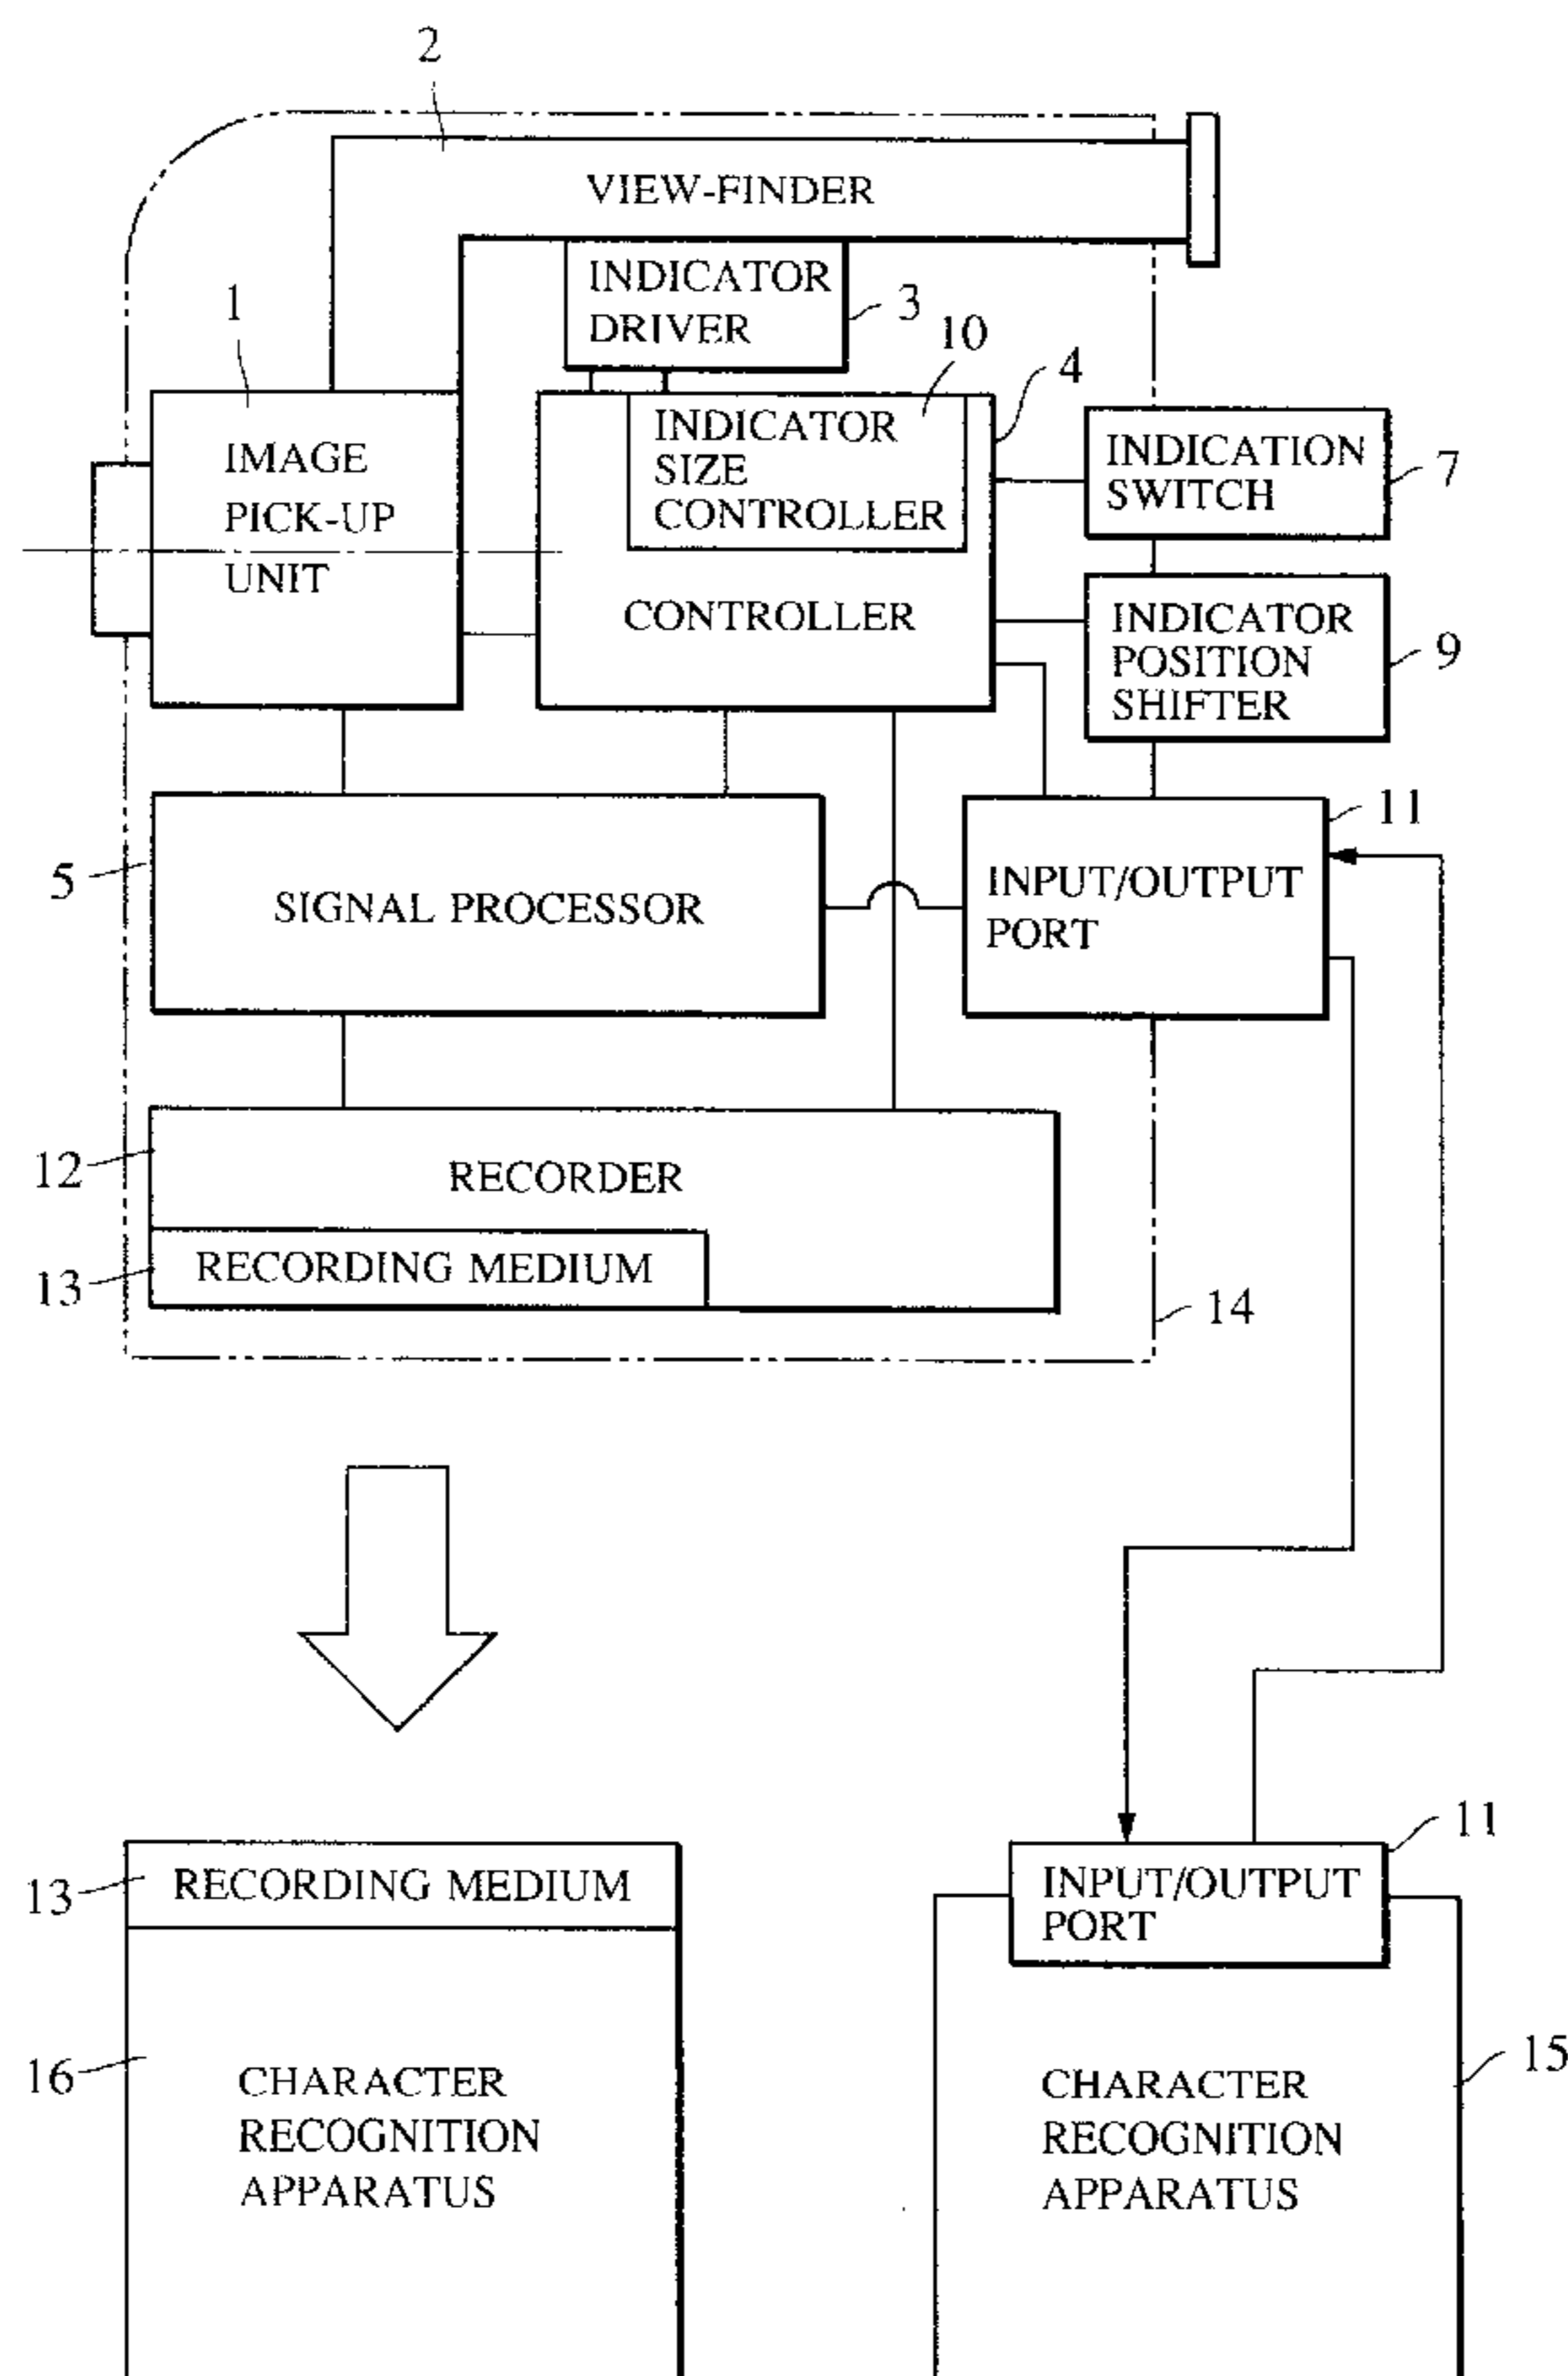 2
VIEW-FINDER
INDICATOR
DRIVER
3
10
1
4
IMAGE
PICK-UP
UNIT
INDICATOR
SIZE
CONTROLLER
CONTROLLER
INDICATION
SWITCH
7
INDICATOR
POSITION
SHIFTER
9
11
5
SIGNAL PROCESSOR
INPUT/OUTPUT
PORT
12
RECORDER
13
RECORDING MEDIUM
14
11
13
RECORDING MEDIUM
INPUT/OUTPUT
PORT
16
CHARACTER
RECOGNITION
APPARATUS
15
CHARACTER
RECOGNITION
APPARATUS